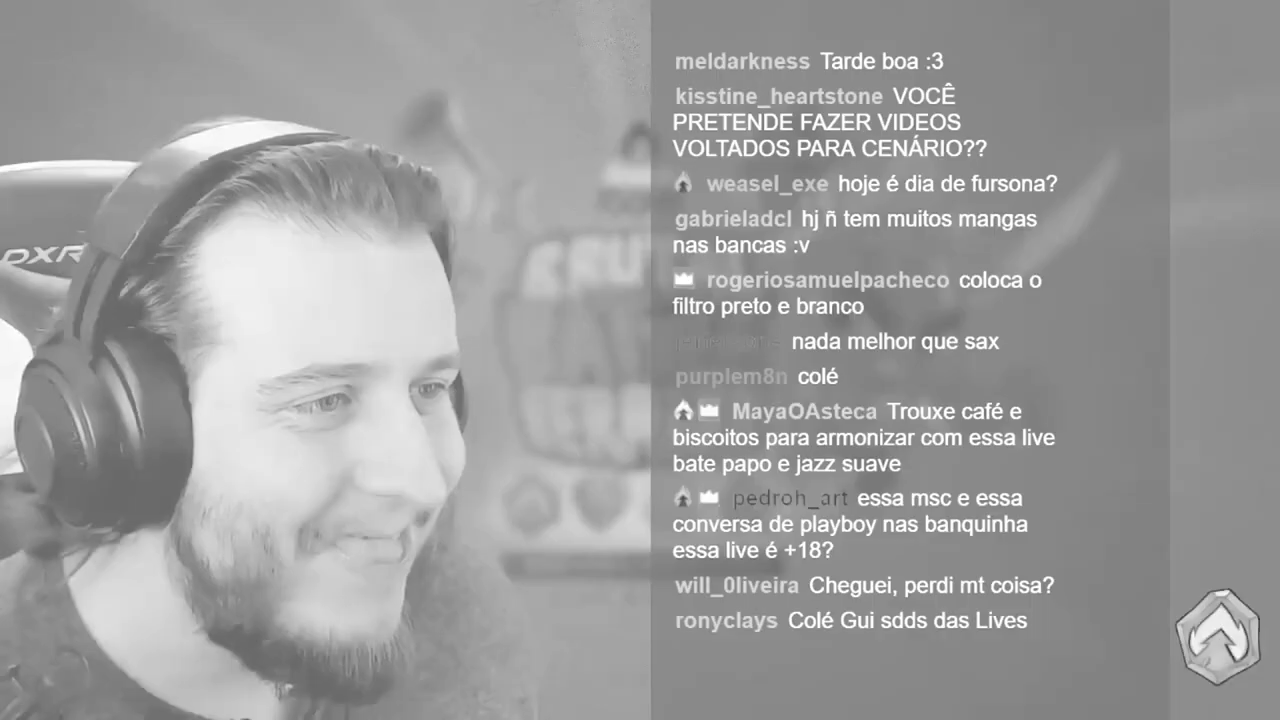 DXR
meldarkness Tarde boa :3
kisstine_heartstone VOCÊ
PRETENDE FAZER VIDEOS
VOLTADOS PARA CENÁRIO??
weasel_exe hoje é dia de fursona?
gabrieladcl hj ñ tem muitos mangas
nas bancas :v
rogeriosamuelpacheco coloca o
filtro preto e branco
nada melhor que sax
purplem8n colé
MayaOAsteca Trouxe café e
biscoitos para armonizar com essa live
bate papo e jazz suave
pedroh_art essa msc e essa
conversa de playboy nas banquinha
essa live é +18?
will_0liveira Cheguei, perdi mt coisa?
ronyclays Colé Gui sdds das Lives